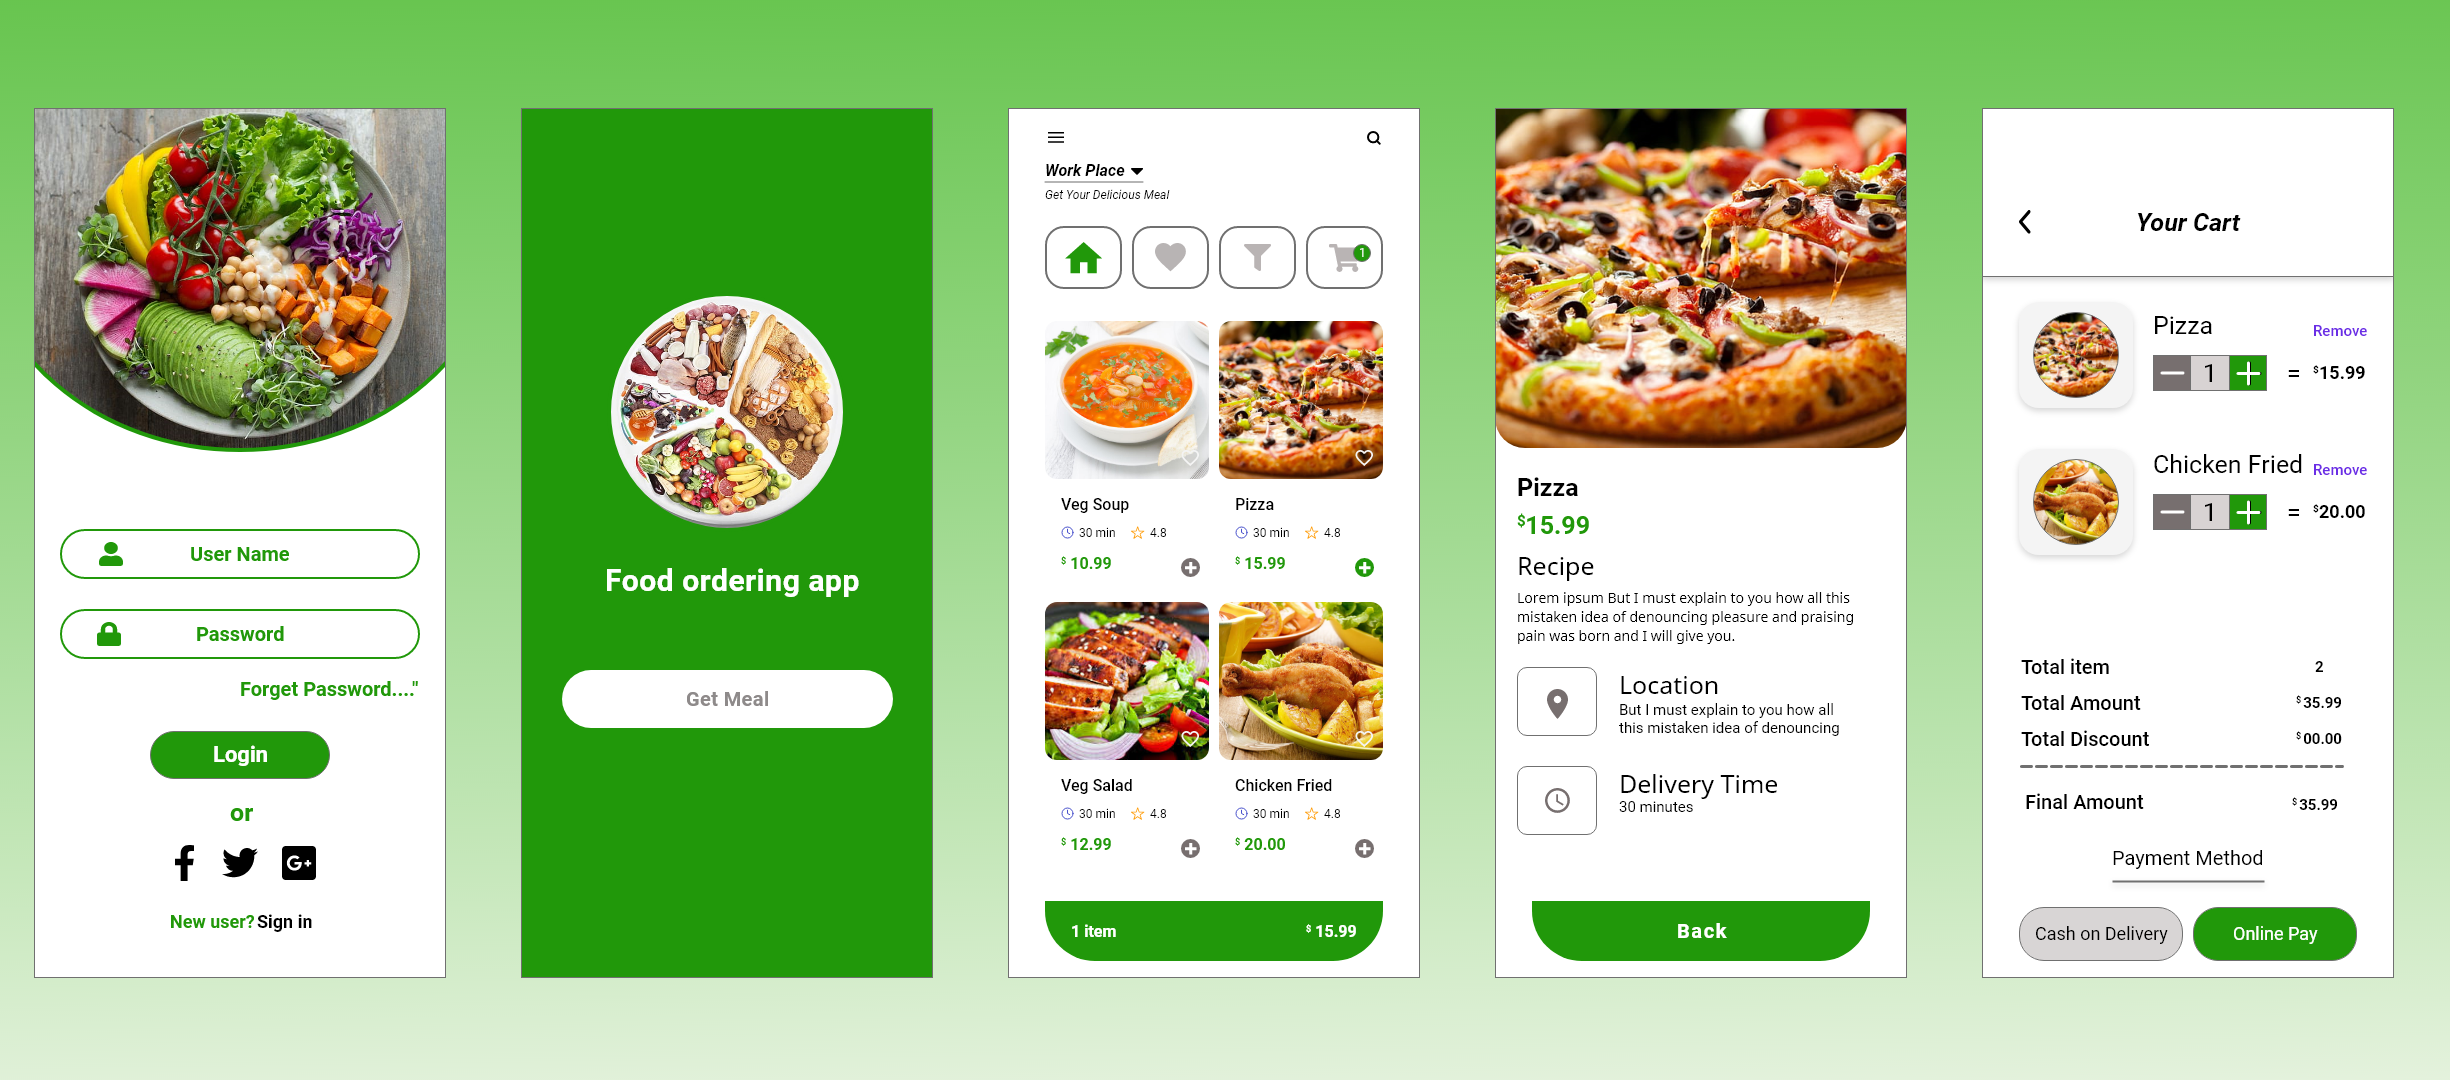 User Name
Password
Forget Password...."
Login
or
G+
New user? Sign in
Food ordering app
Get Meal
Work Place
Get Your Delicious Meal
1
Veg Soup
30 min 4.8
$ 10.99
Pizza
30 min 4.8
$ 15.99
Veg Salad
30 min 4.8
$ 12.99
Chicken Fried
30 min 4.8
$ 20.00
1 item $ 15.99
Pizza
$15.99
Recipe
Lorem ipsum But I must explain to you how all this
mistaken idea of denouncing pleasure and praising
pain was born and I will give you.
Location
But I must explain to you how all
this mistaken idea of denouncing
Delivery Time
30 minutes
Back
Your Cart
Pizza Remove
1 = $15.99
Chicken Fried Remove
1 = $20.00
Total item 2
Total Amount $35.99
Total Discount $00.00
Final Amount $35.99
Payment Method
Cash on Delivery Online Pay